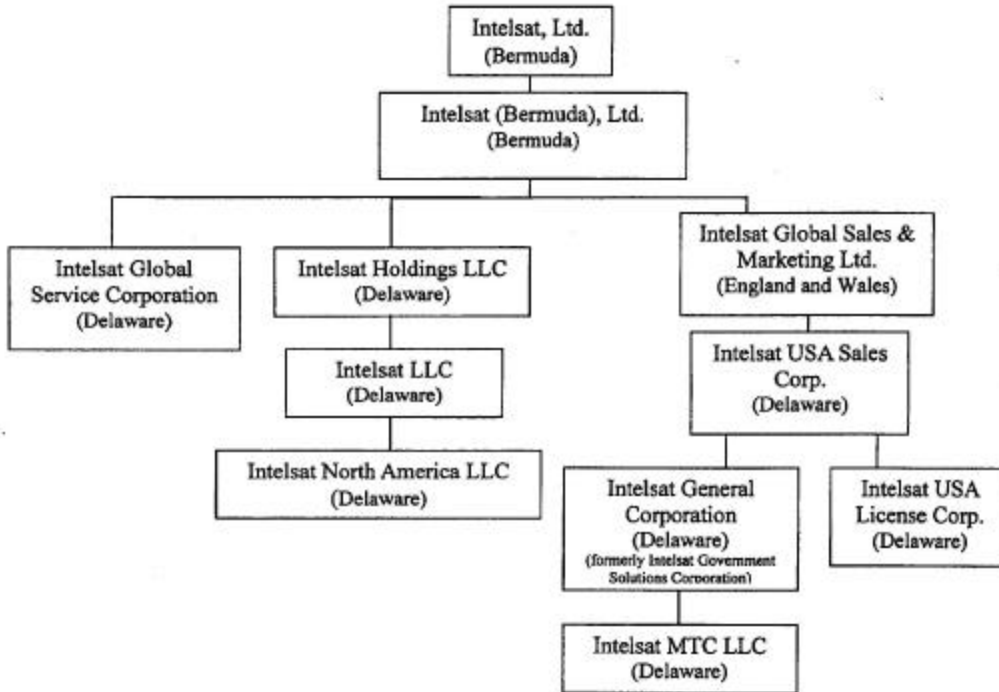 Intelsat, Ltd.
(Bermuda)
Intelsat (Bermuda), Ltd.
(Bermuda)
Intelsat Global
Service Corporation
(Delaware)
Intelsat Holdings LLC
(Delaware)
Intelsat Global Sales &
Marketing Ltd.
(England and Wales)
Intelsat LLC
(Delaware)
Intelsat USA Sales
Corp.
(Delaware)
Intelsat North America LLC
(Delaware)
Intelsat General
Corporation
(Delaware)
(formerly Intelsat Government
Solutions Corporation)
Intelsat USA
License Corp.
(Delaware)
Intelsat MTC LLC
(Delaware)